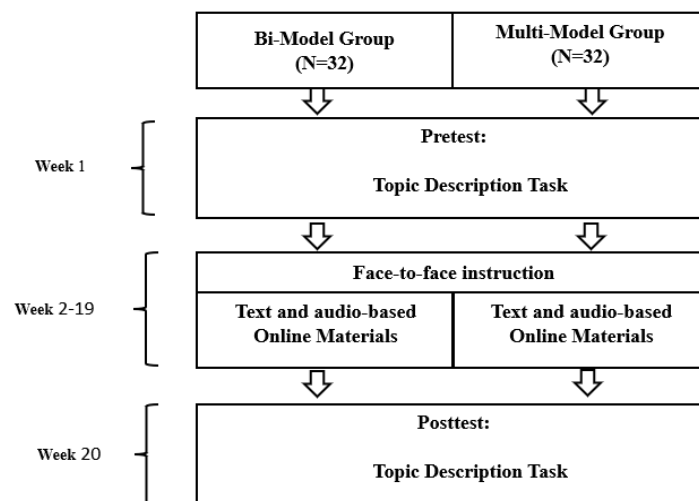 Bi-Model Group
(N=32)
Multi-Model Group
(N=32)
Week 1
Pretest:
Topic Description Task
Week 2-19
Face-to-face instruction
Text and audio-based
Online Materials
Text and audio-based
Online Materials
Week 20
Posttest:
Topic Description Task